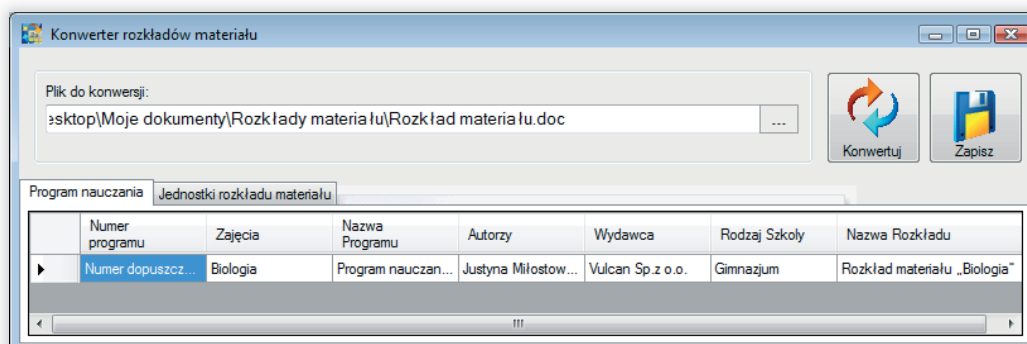 Konwerter rozkładów materiału
Plik do konwersji:
esktop\Moje dokumenty\Rozkłady materiału\Rozkład materiału.doc
...
Konwertuj
Zapisz
Program nauczania Jednostki rozkładu materiału
Numer programu Zajęcia Nazwa Programu Autorzy Wydawca Rodzaj Szkoly Nazwa Rozkładu
Numer dopuszcz... Biologia Program nauczan... Justyna Miłostow... Vulcan Sp.z o.o. Gimnazjum Rozkład materiału „Biologia"